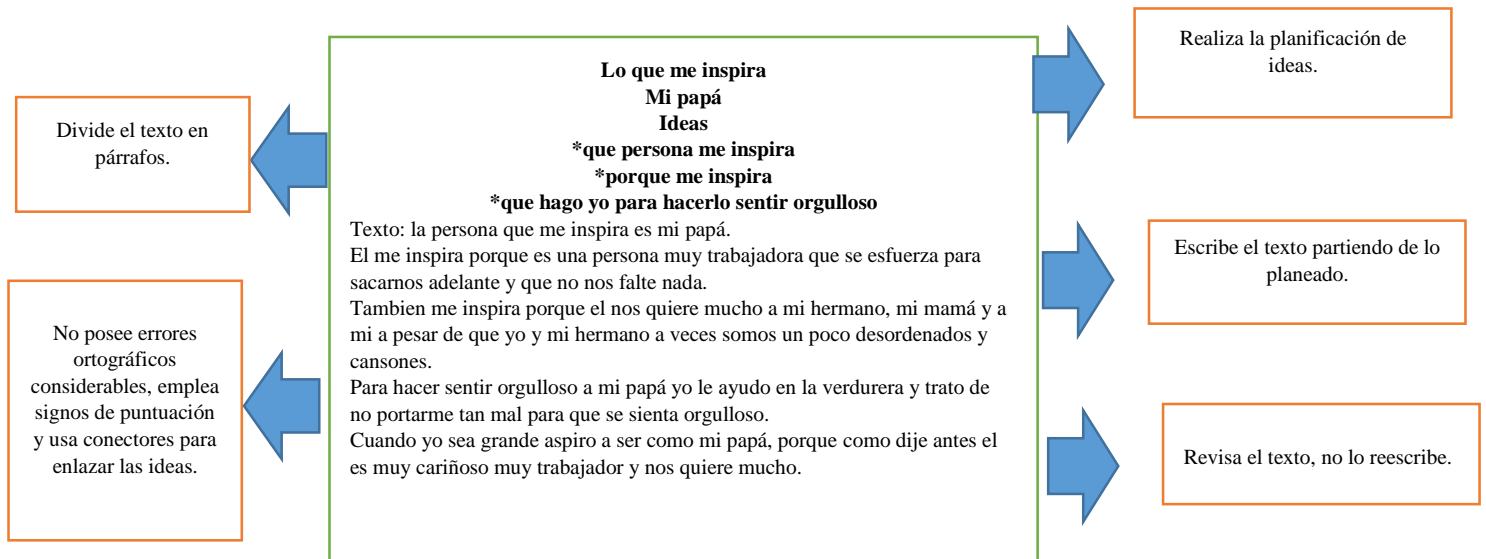 Realiza la planificación de
ideas.
Lo que me inspira
Mi papá
Ideas
*que persona me inspira
*porque me inspira
*que hago yo para hacerlo sentir orgulloso
Texto: la persona que me inspira es mi papá.
El me inspira porque es una persona muy trabajadora que se esfuerza para
sacarnos adelante y que no nos falte nada.
Tambien me inspira porque el nos quiere mucho a mi hermano, mi mamá y a
mi a pesar de que yo y mi hermano a veces somos un poco desordenados y
cansones.
Para hacer sentir orgulloso a mi papá yo le ayudo en la verdurera y trato de
no portarme tan mal para que se sienta orgulloso.
Cuando yo sea grande aspiro a ser como mi papá, porque como dije antes el
es muy cariñoso muy trabajador y nos quiere mucho.
Divide el texto en
párrafos.
No posee errores
ortográficos
considerables, emplea
signos de puntuación
y usa conectores para
enlazar las ideas.
Escribe el texto partiendo de lo
planeado.
Revisa el texto, no lo reescribe.